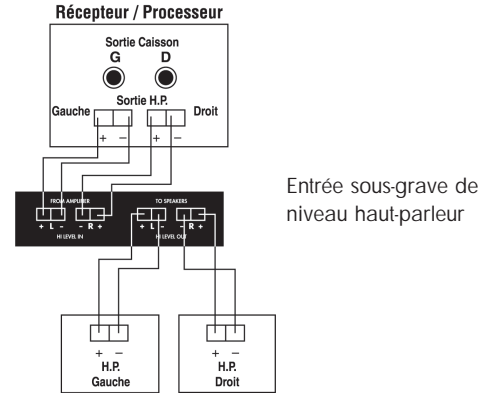 Récepteur / Processeur
Sortie Caisson
G D
Sortie H.P.
Gauche Droit
+ – + –
FROM AMPLIFIER TO SPEAKERS
+ L - - R + + L - - R +
HI LEVEL IN HI LEVEL OUT
Entrée sous-grave de
niveau haut-parleur
+ – + –
H.P. H.P.
Gauche Droit